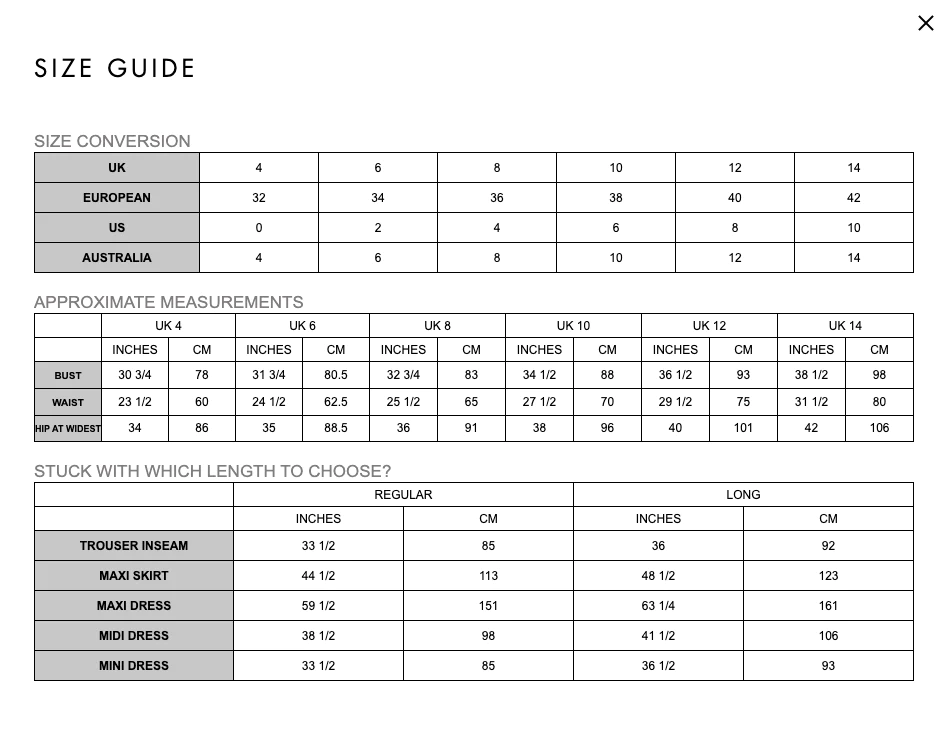 SIZE GUIDE
SIZE CONVERSION
UK 4 6 8 10 12 14
EUROPEAN 32 34 36 38 40 42
US 0 2 4 6 8 10
AUSTRALIA 4 6 8 10 12 14
APPROXIMATE MEASUREMENTS
UK 4 UK 6 UK 8 UK 10 UK 12 UK 14
INCHES CM INCHES CM INCHES CM INCHES CM INCHES CM INCHES CM
BUST 30 3/4 78 31 3/4 80.5 32 3/4 83 34 1/2 88 36 1/2 93 38 1/2 98
WAIST 23 1/2 60 24 1/2 62.5 25 1/2 65 27 1/2 70 29 1/2 75 31 1/2 80
HIP AT WIDEST 34 86 35 88.5 36 91 38 96 40 101 42 106
STUCK WITH WHICH LENGTH TO CHOOSE?
REGULAR LONG
INCHES CM INCHES CM
TROUSER INSEAM 33 1/2 85 36 92
MAXI SKIRT 44 1/2 113 48 1/2 123
MAXI DRESS 59 1/2 151 63 1/4 161
MIDI DRESS 38 1/2 98 41 1/2 106
MINI DRESS 33 1/2 85 36 1/2 93